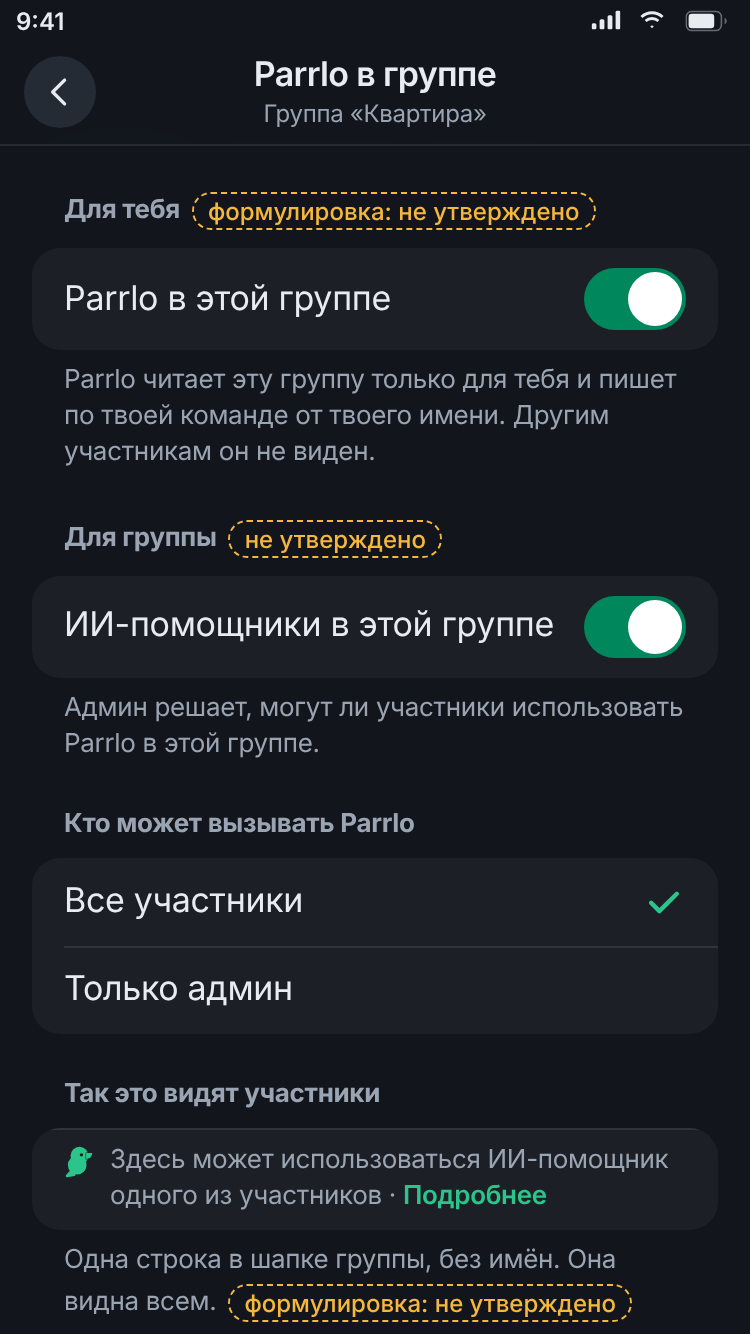 9:41
Parrlo в группе
Группа «Квартира»
Для тебя формулировка: не утверждено
Parrlo в этой группе
Parrlo читает эту группу только для тебя и пишет
по твоей команде от твоего имени. Другим
участникам он не виден.
Для группы не утверждено
ИИ-помощники в этой группе
Админ решает, могут ли участники использовать
Parrlo в этой группе.
Кто может вызывать Parrlo
Все участники
Только админ
Так это видят участники
Здесь может использоваться ИИ-помощник
одного из участников · Подробнее
Одна строка в шапке группы, без имён. Она
видна всем. формулировка: не утверждено